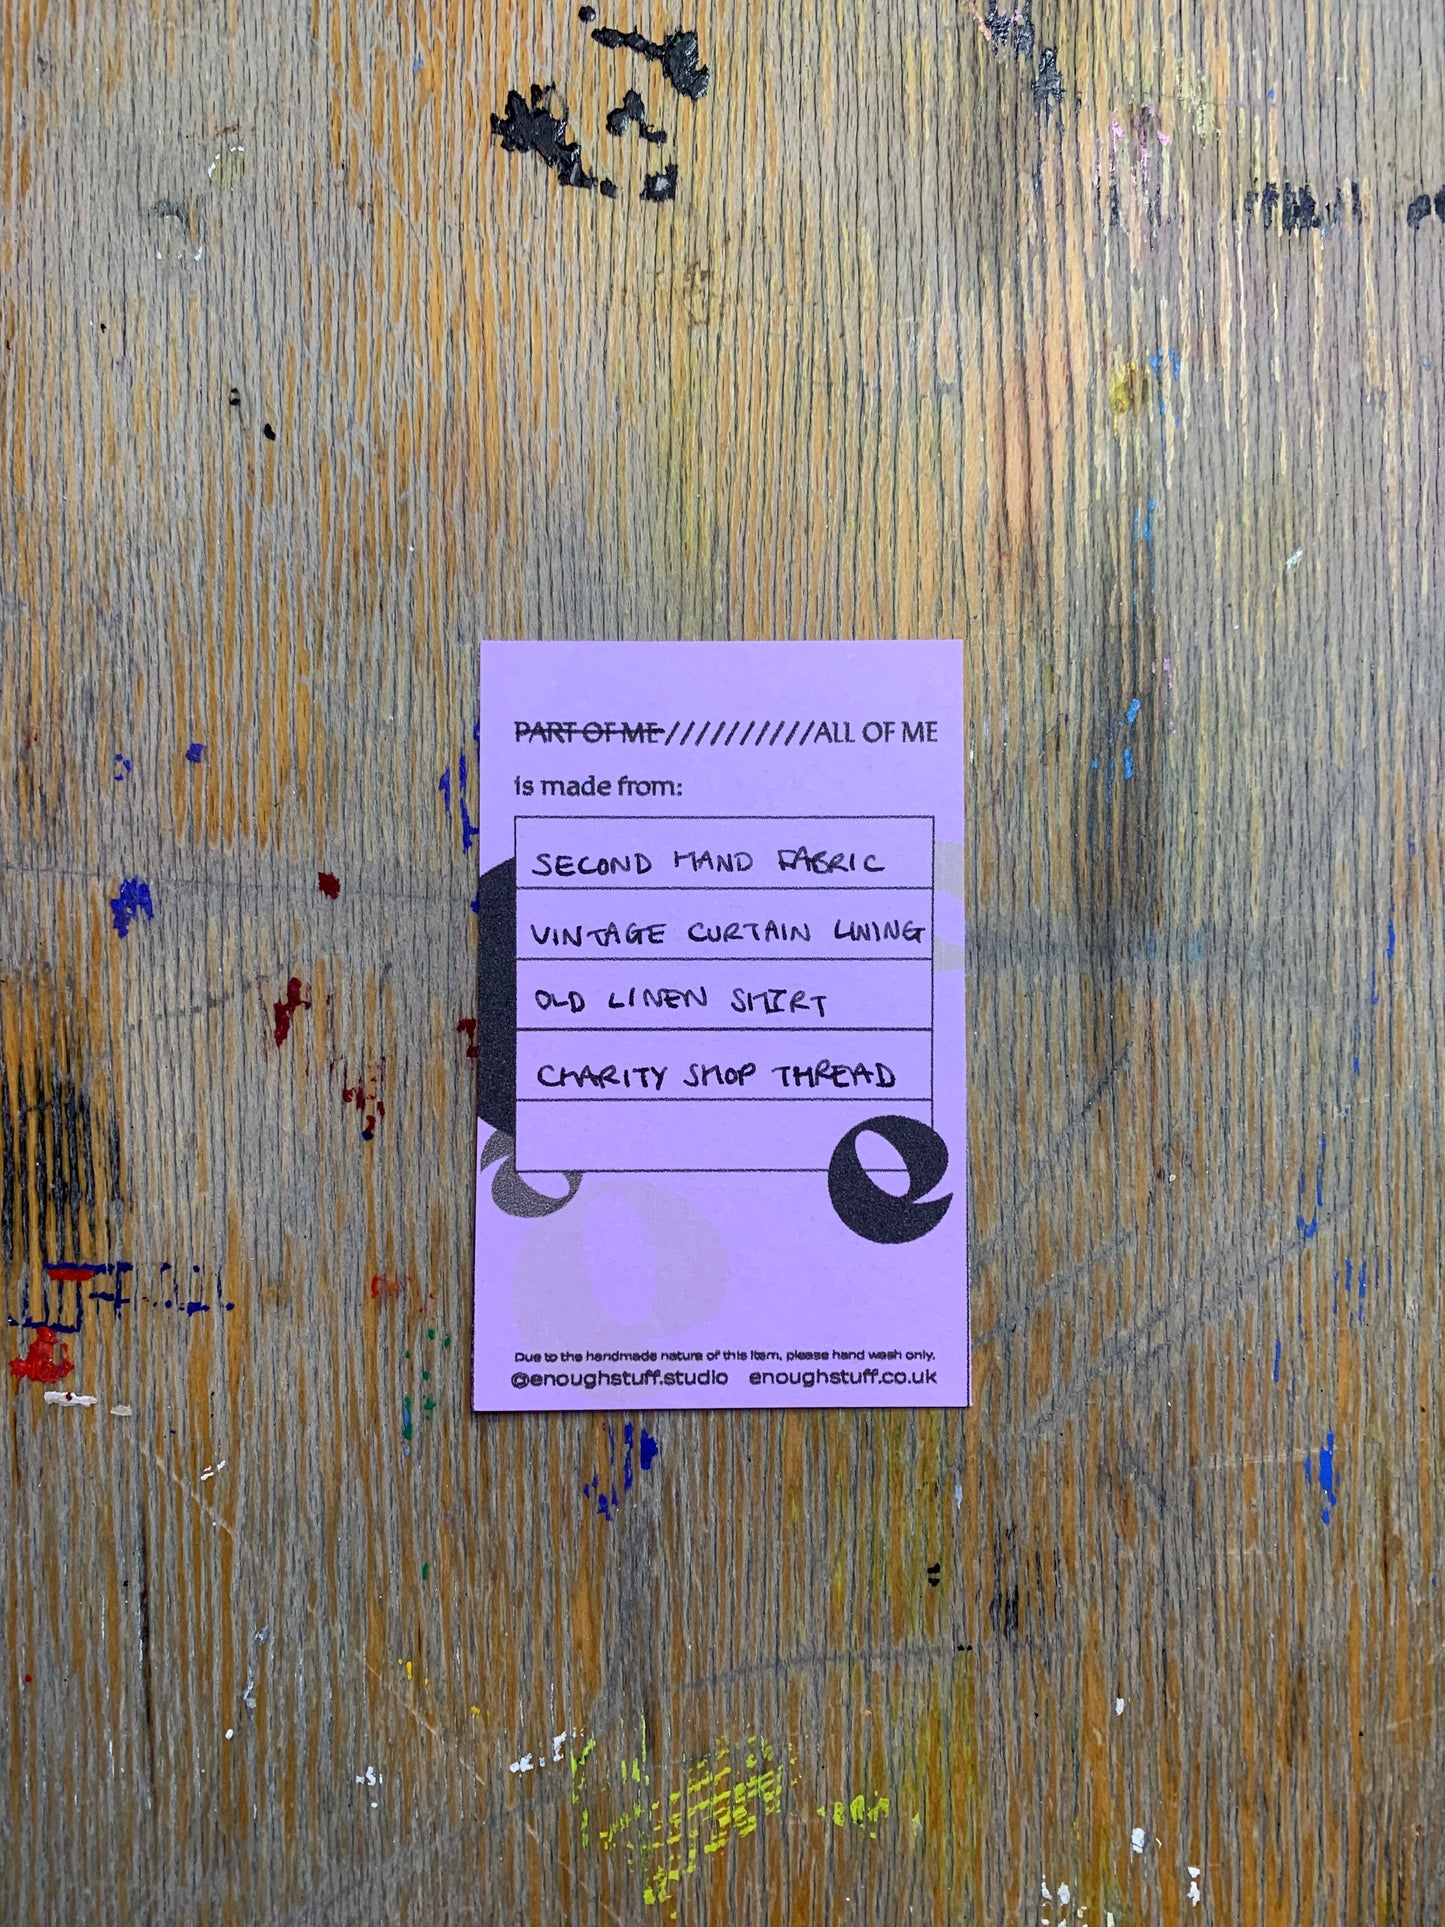 PART OF ME//////////ALL OF ME
is made from:
SECOND HAND FABRIC
VINTAGE CURTAIN LINING
OLD LINEN SHIRT
CHARITY SHOP THREAD
Due to the handmade nature of this item, please hand wash only.
@enoughstuff.studio enoughstuff.co.uk